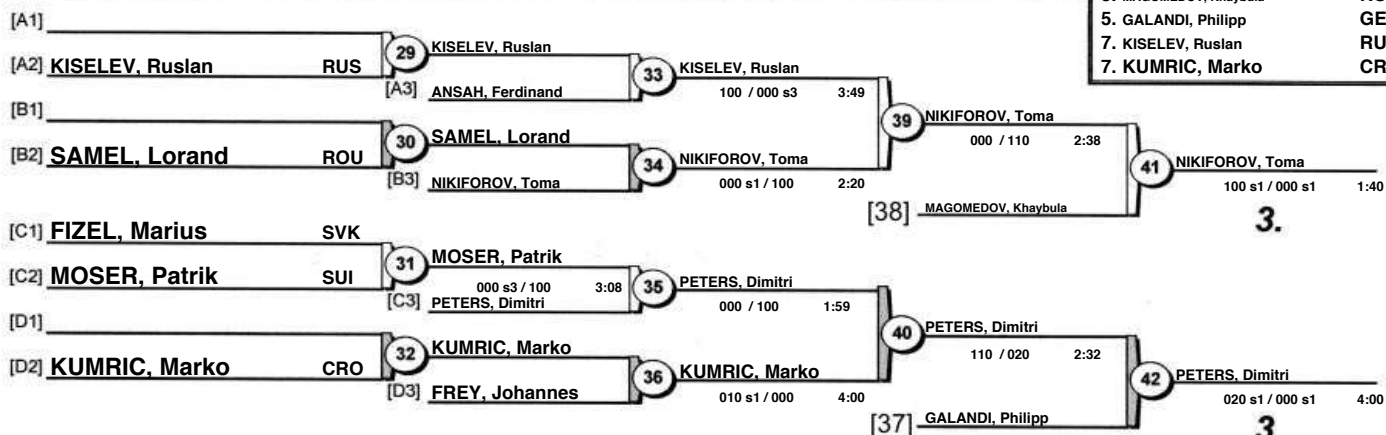 5. GALANDI, Philipp GE
7. KISELEV, Ruslan RU
7. KUMRIC, Marko CR
[A1]
[A2] KISELEV, Ruslan RUS
29
KISELEV, Ruslan
[A3] ANSAH, Ferdinand
33
KISELEV, Ruslan
100 / 000 s3 3:49
[B1]
[B2] SAMEL, Lorand ROU
30
SAMEL, Lorand
[B3] NIKIFOROV, Toma
34
NIKIFOROV, Toma
000 s1 / 100 2:20
39
NIKIFOROV, Toma
000 / 110 2:38
[38] MAGOMEDOV, Khaybula
41
NIKIFOROV, Toma
100 s1 / 000 s1 1:40
3.
[C1] FIZEL, Marius SVK
[C2] MOSER, Patrik SUI
31
MOSER, Patrik
000 s3 / 100 3:08
[C3] PETERS, Dimitri
35
PETERS, Dimitri
000 / 100 1:59
[D1]
[D2] KUMRIC, Marko CRO
32
KUMRIC, Marko
[D3] FREY, Johannes
36
KUMRIC, Marko
010 s1 / 000 4:00
40
PETERS, Dimitri
110 / 020 2:32
[37] GALANDI, Philipp
42
PETERS, Dimitri
020 s1 / 000 s1 4:00
3